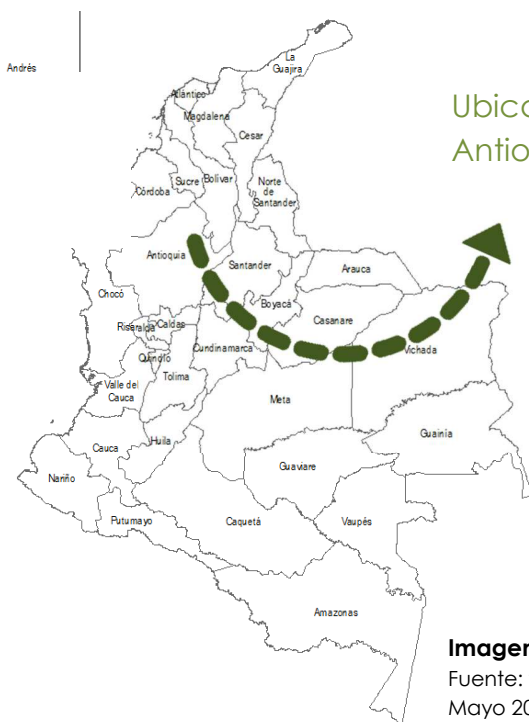 Andrés
La
Guajira
Atlántico
Magdalena
Cesar
Ubica
Antio
Córdoba
Sucre
Bolívar
Norte
de
Santander
Antioquia
Santander
Arauca
Chocó
Boyacá
Casanare
Risaralda
Caldas
Cundinamarca
Vichada
Quindío
Tolima
Valle del
Cauca
Meta
Guainía
Cauca
Huila
Nariño
Guaviare
Putumayo
Caquetá
Vaupés
Amazonas
Imagen
Fuente:
Mayo 20